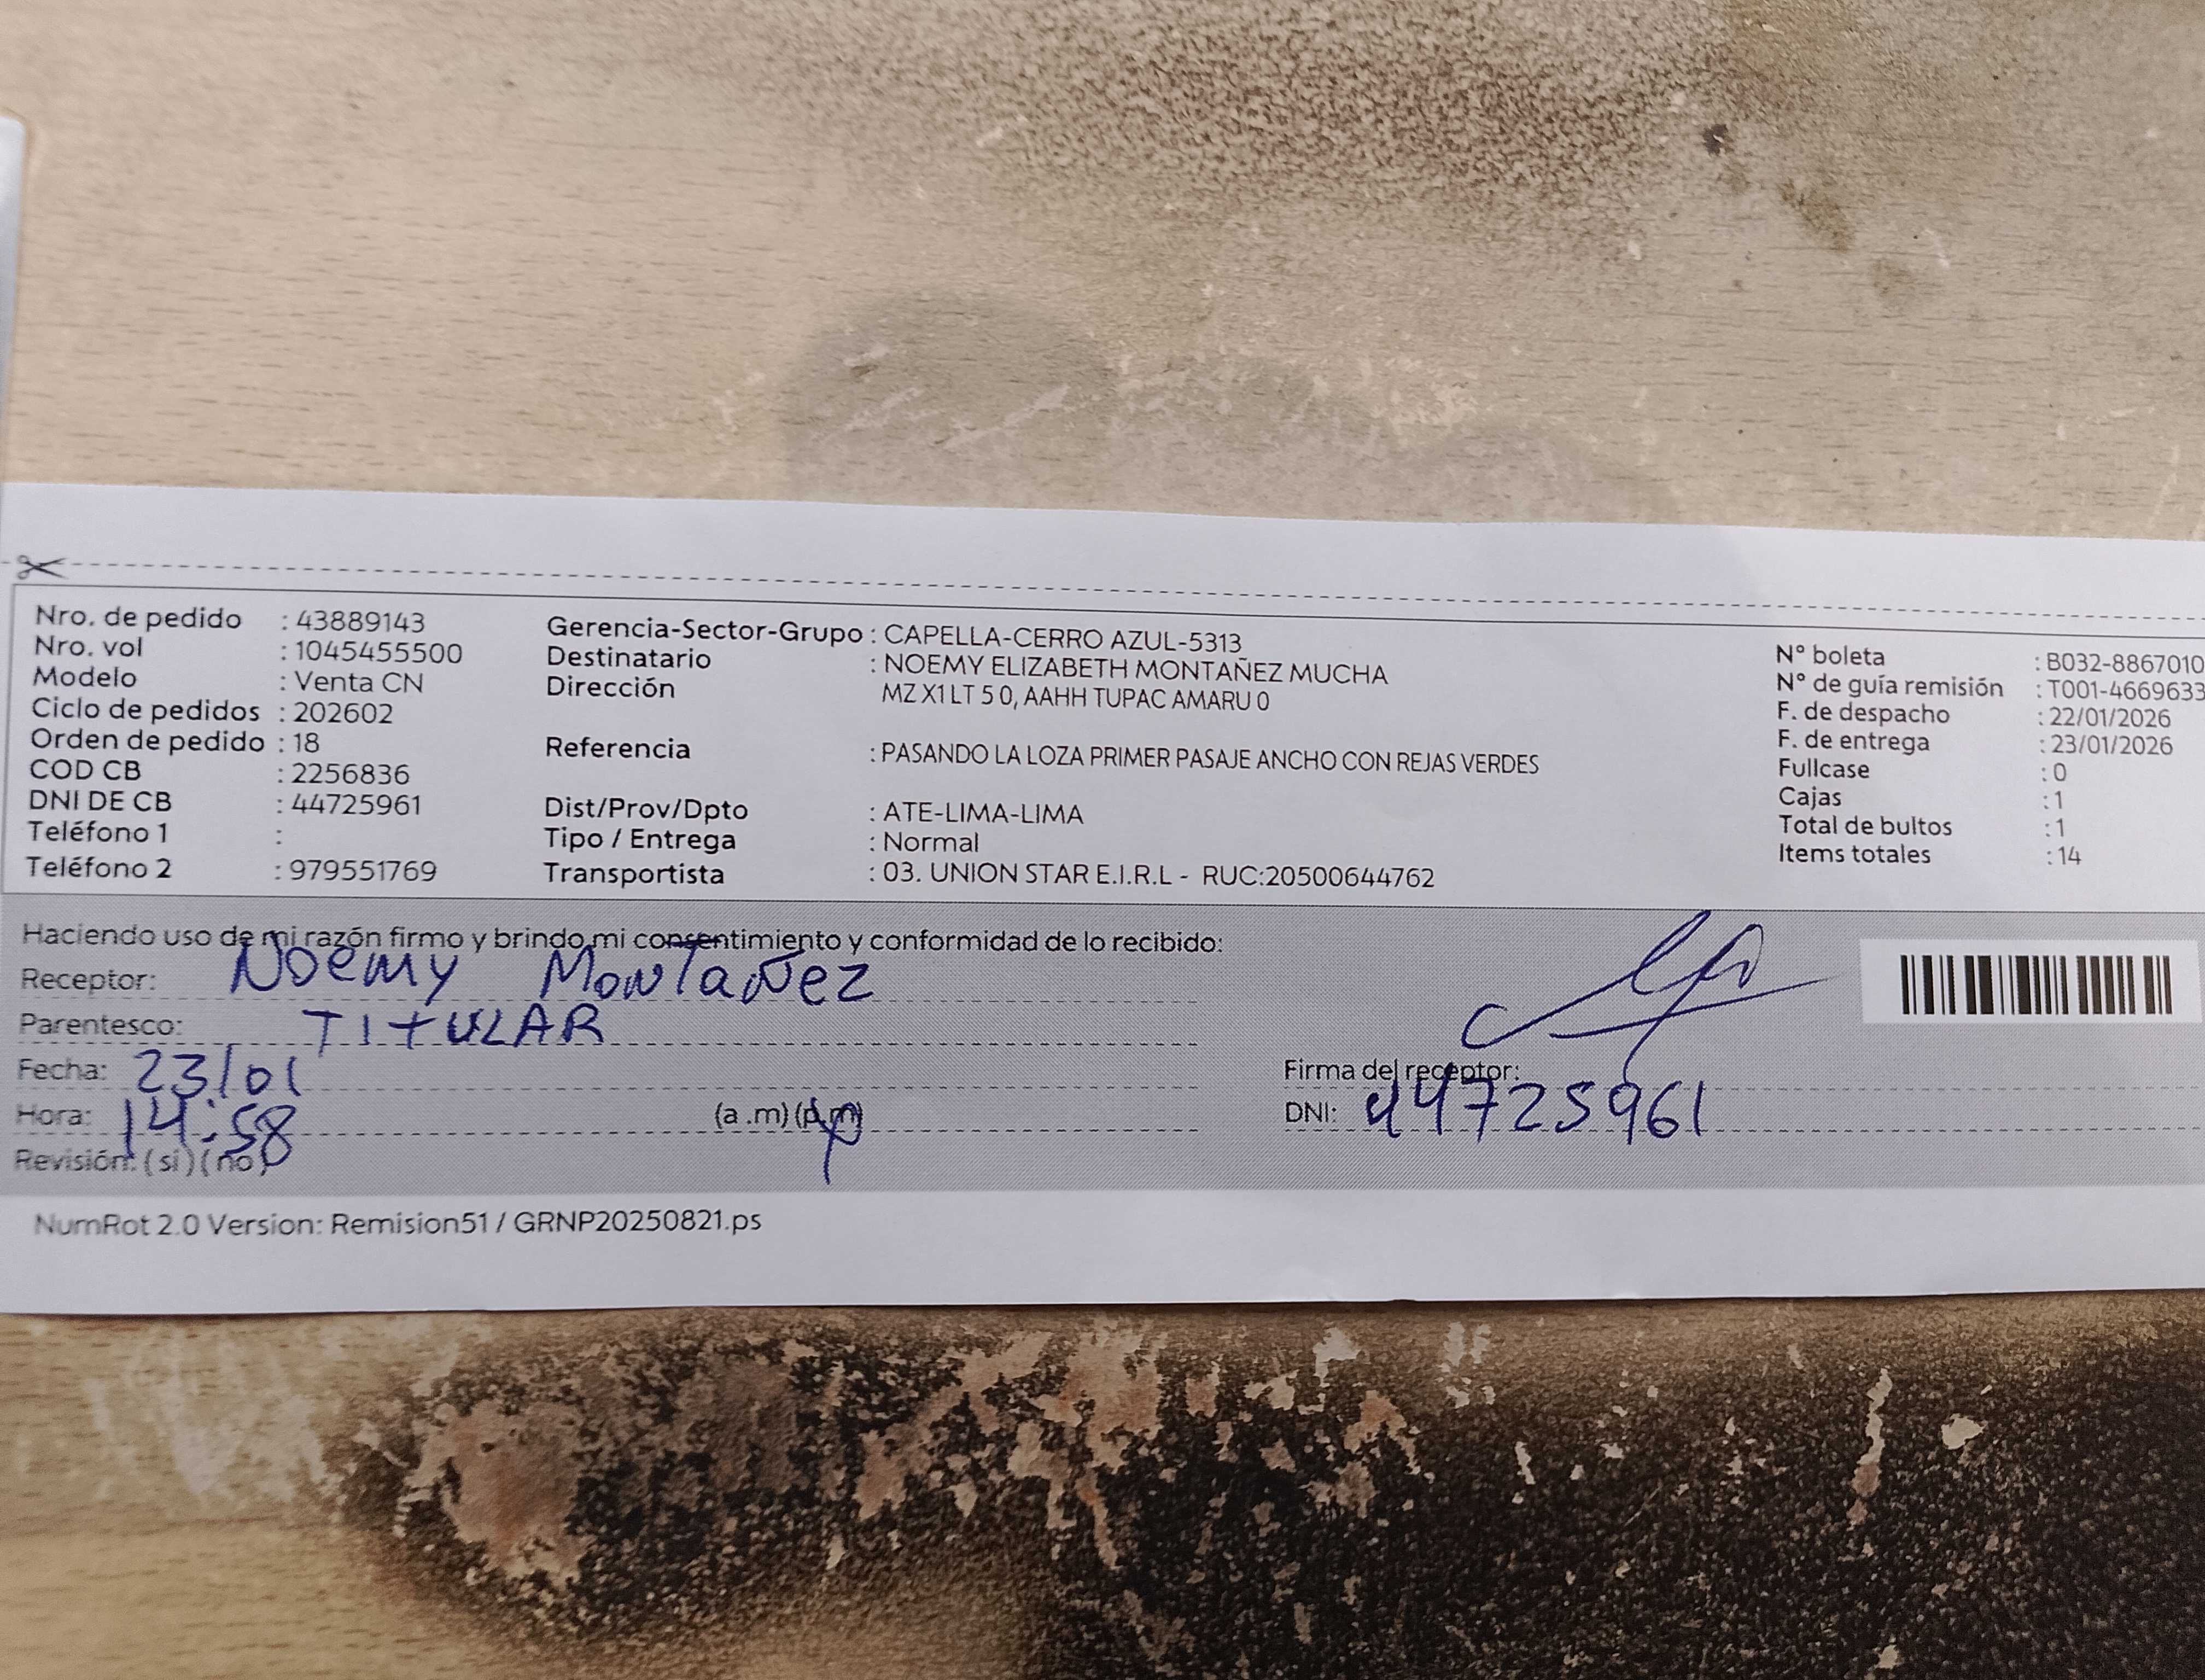 Nro. de pedido : 43889143
Nro. vol : 1045455500
Modelo : Venta CN
Ciclo de pedidos : 202602
Orden de pedido : 18
COD CB : 2256836
DNI DE CB : 44725961
Teléfono 1 :
Teléfono 2 : 979551769
Gerencia-Sector-Grupo : CAPELLA-CERRO AZUL-5313
Destinatario : NOEMY ELIZABETH MONTAÑEZ MUCHA
Dirección MZ X1 LT 5 0, AAHH TUPAC AMARU 0
Referencia : PASANDO LA LOZA PRIMER PASAJE ANCHO CON REJAS VERDES
Dist/Prov/Dpto : ATE-LIMA-LIMA
Tipo / Entrega : Normal
Transportista : 03. UNION STAR E.I.R.L - RUC:20500644762
N° boleta : B032-8867010
N° de guía remisión : T001-4669633
F. de despacho : 22/01/2026
F. de entrega : 23/01/2026
Fullcase : 0
Cajas : 1
Total de bultos : 1
Items totales : 14
Haciendo uso de mi razón firmo y brindo mi consentimiento y conformidad de lo recibido:
Receptor: Noemy Montañez
Parentesco: TITULAR
Fecha: 23/01
Hora: 14:58 (a .m) (p.m)
Revisión: (si) (no)
Firma del receptor:
DNI: 44725961
NumRot 2.0 Version: Remision51 / GRNP20250821.ps